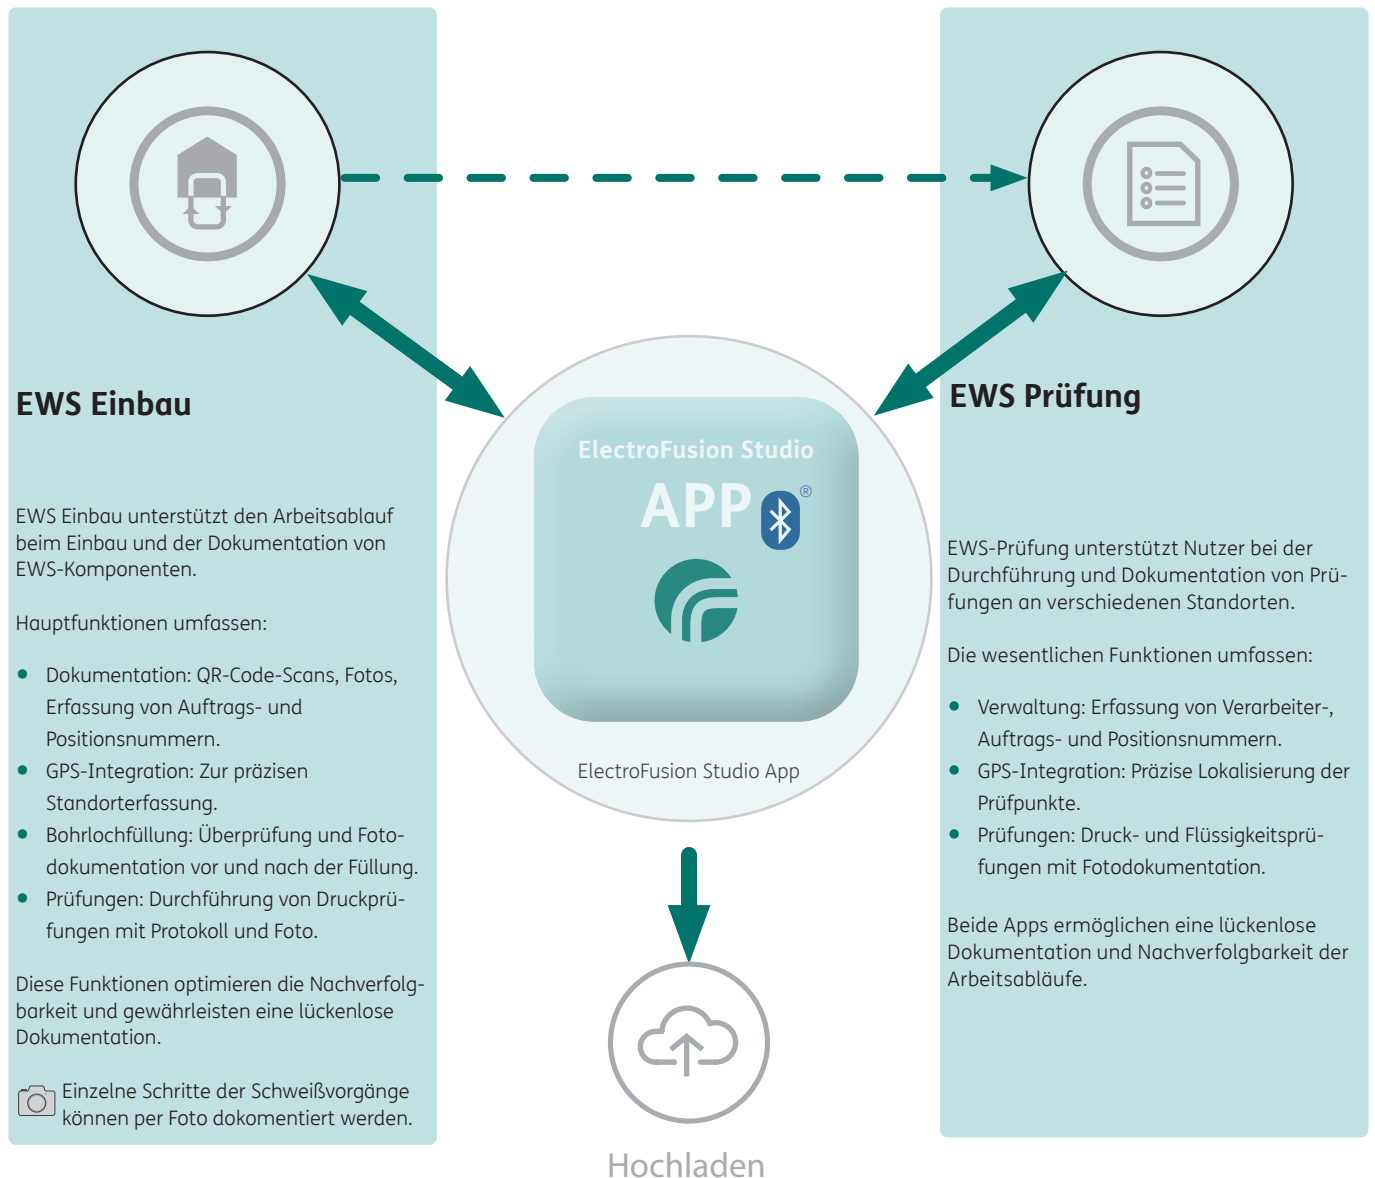 EWS Einbau
EWS Einbau unterstützt den Arbeitsablauf
beim Einbau und der Dokumentation von
EWS-Komponenten.
Hauptfunktionen umfassen:
• Dokumentation: QR-Code-Scans, Fotos,
Erfassung von Auftrags- und
Positionsnummern.
• GPS-Integration: Zur präzisen
Standorterfassung.
• Bohrlochfüllung: Überprüfung und Foto-
dokumentation vor und nach der Füllung.
• Prüfungen: Durchführung von Druckprü-
fungen mit Protokoll und Foto.
Diese Funktionen optimieren die Nachverfolg-
barkeit und gewährleisten eine lückenlose
Dokumentation.
Einzelne Schritte der Schweißvorgänge
können per Foto dokomentiert werden.
ElectroFusion Studio
APP ®
ElectroFusion Studio App
Hochladen
EWS Prüfung
EWS-Prüfung unterstützt Nutzer bei der
Durchführung und Dokumentation von Prü-
fungen an verschiedenen Standorten.
Die wesentlichen Funktionen umfassen:
• Verwaltung: Erfassung von Verarbeiter-,
Auftrags- und Positionsnummern.
• GPS-Integration: Präzise Lokalisierung der
Prüfpunkte.
• Prüfungen: Druck- und Flüssigkeitsprü-
fungen mit Fotodokumentation.
Beide Apps ermöglichen eine lückenlose
Dokumentation und Nachverfolgbarkeit der
Arbeitsabläufe.